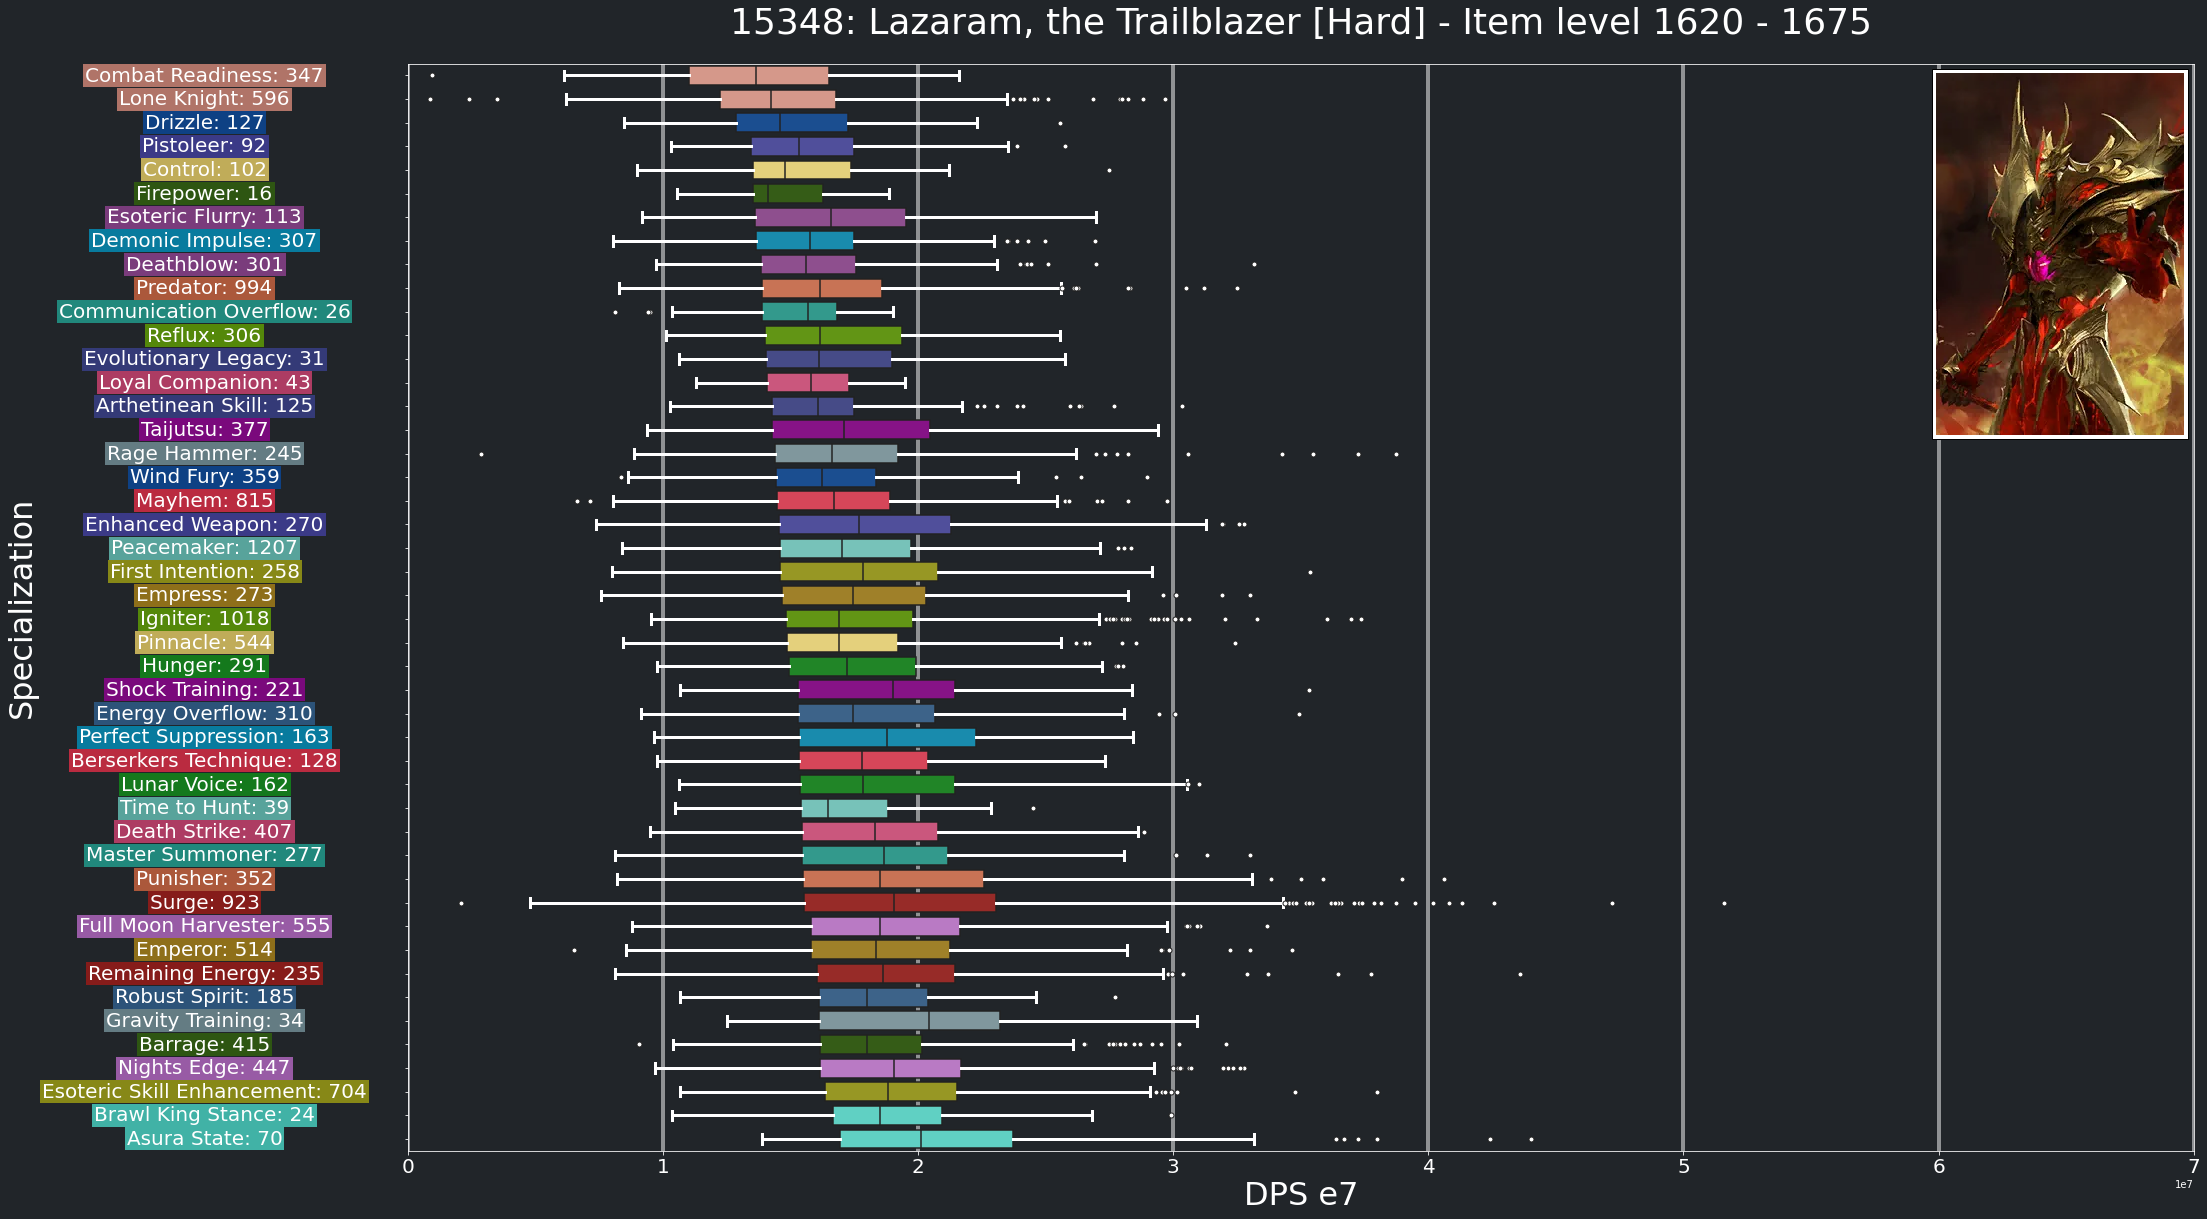 15348: Lazaram, the Trailblazer [Hard] - Item level 1620 - 1675
Combat Readiness: 347
Lone Knight: 596
Drizzle: 127
Pistoleer: 92
Control: 102
Firepower: 16
Esoteric Flurry: 113
Demonic Impulse: 307
Deathblow: 301
Predator: 994
Communication Overflow: 26
Reflux: 306
Evolutionary Legacy: 31
Loyal Companion: 43
Arthetinean Skill: 125
Taijutsu: 377
Rage Hammer: 245
Wind Fury: 359
Mayhem: 815
Enhanced Weapon: 270
Peacemaker: 1207
First Intention: 258
Empress: 273
Igniter: 1018
Pinnacle: 544
Hunger: 291
Shock Training: 221
Energy Overflow: 310
Perfect Suppression: 163
Berserkers Technique: 128
Lunar Voice: 162
Time to Hunt: 39
Death Strike: 407
Master Summoner: 277
Punisher: 352
Surge: 923
Full Moon Harvester: 555
Emperor: 514
Remaining Energy: 235
Robust Spirit: 185
Gravity Training: 34
Barrage: 415
Nights Edge: 447
Esoteric Skill Enhancement: 704
Brawl King Stance: 24
Asura State: 70
Specialization
0 1 2 3 4 5 6 7
DPS e7
1e7